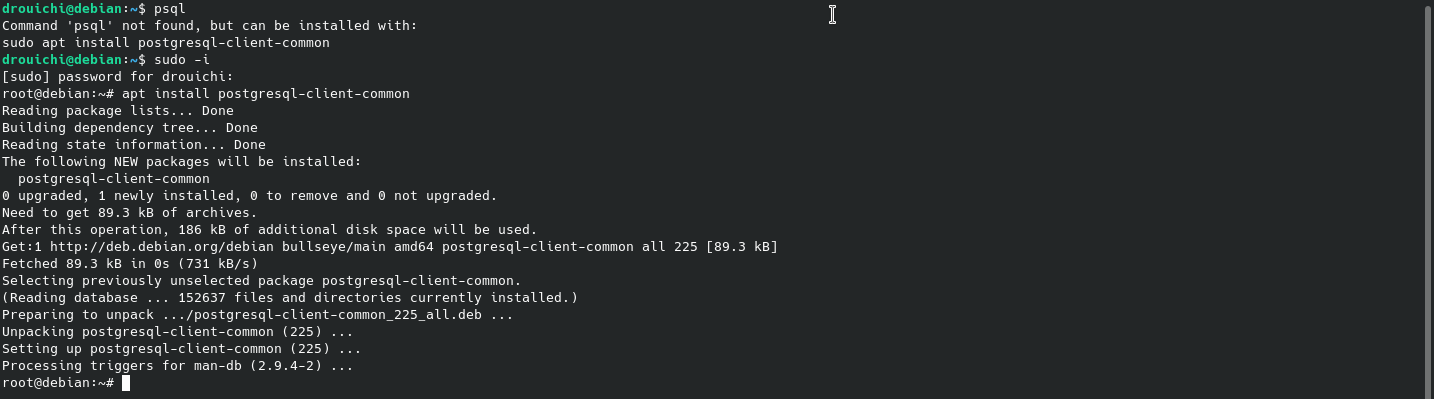 drouichi@debian:~$ psql
Command 'psql' not found, but can be installed with:
sudo apt install postgresql-client-common
drouichi@debian:~$ sudo -i
[sudo] password for drouichi:
root@debian:~# apt install postgresql-client-common
Reading package lists... Done
Building dependency tree... Done
Reading state information... Done
The following NEW packages will be installed:
  postgresql-client-common
0 upgraded, 1 newly installed, 0 to remove and 0 not upgraded.
Need to get 89.3 kB of archives.
After this operation, 186 kB of additional disk space will be used.
Get:1 http://deb.debian.org/debian bullseye/main amd64 postgresql-client-common all 225 [89.3 kB]
Fetched 89.3 kB in 0s (731 kB/s)
Selecting previously unselected package postgresql-client-common.
(Reading database ... 152637 files and directories currently installed.)
Preparing to unpack .../postgresql-client-common_225_all.deb ...
Unpacking postgresql-client-common (225) ...
Setting up postgresql-client-common (225) ...
Processing triggers for man-db (2.9.4-2) ...
root@debian:~#